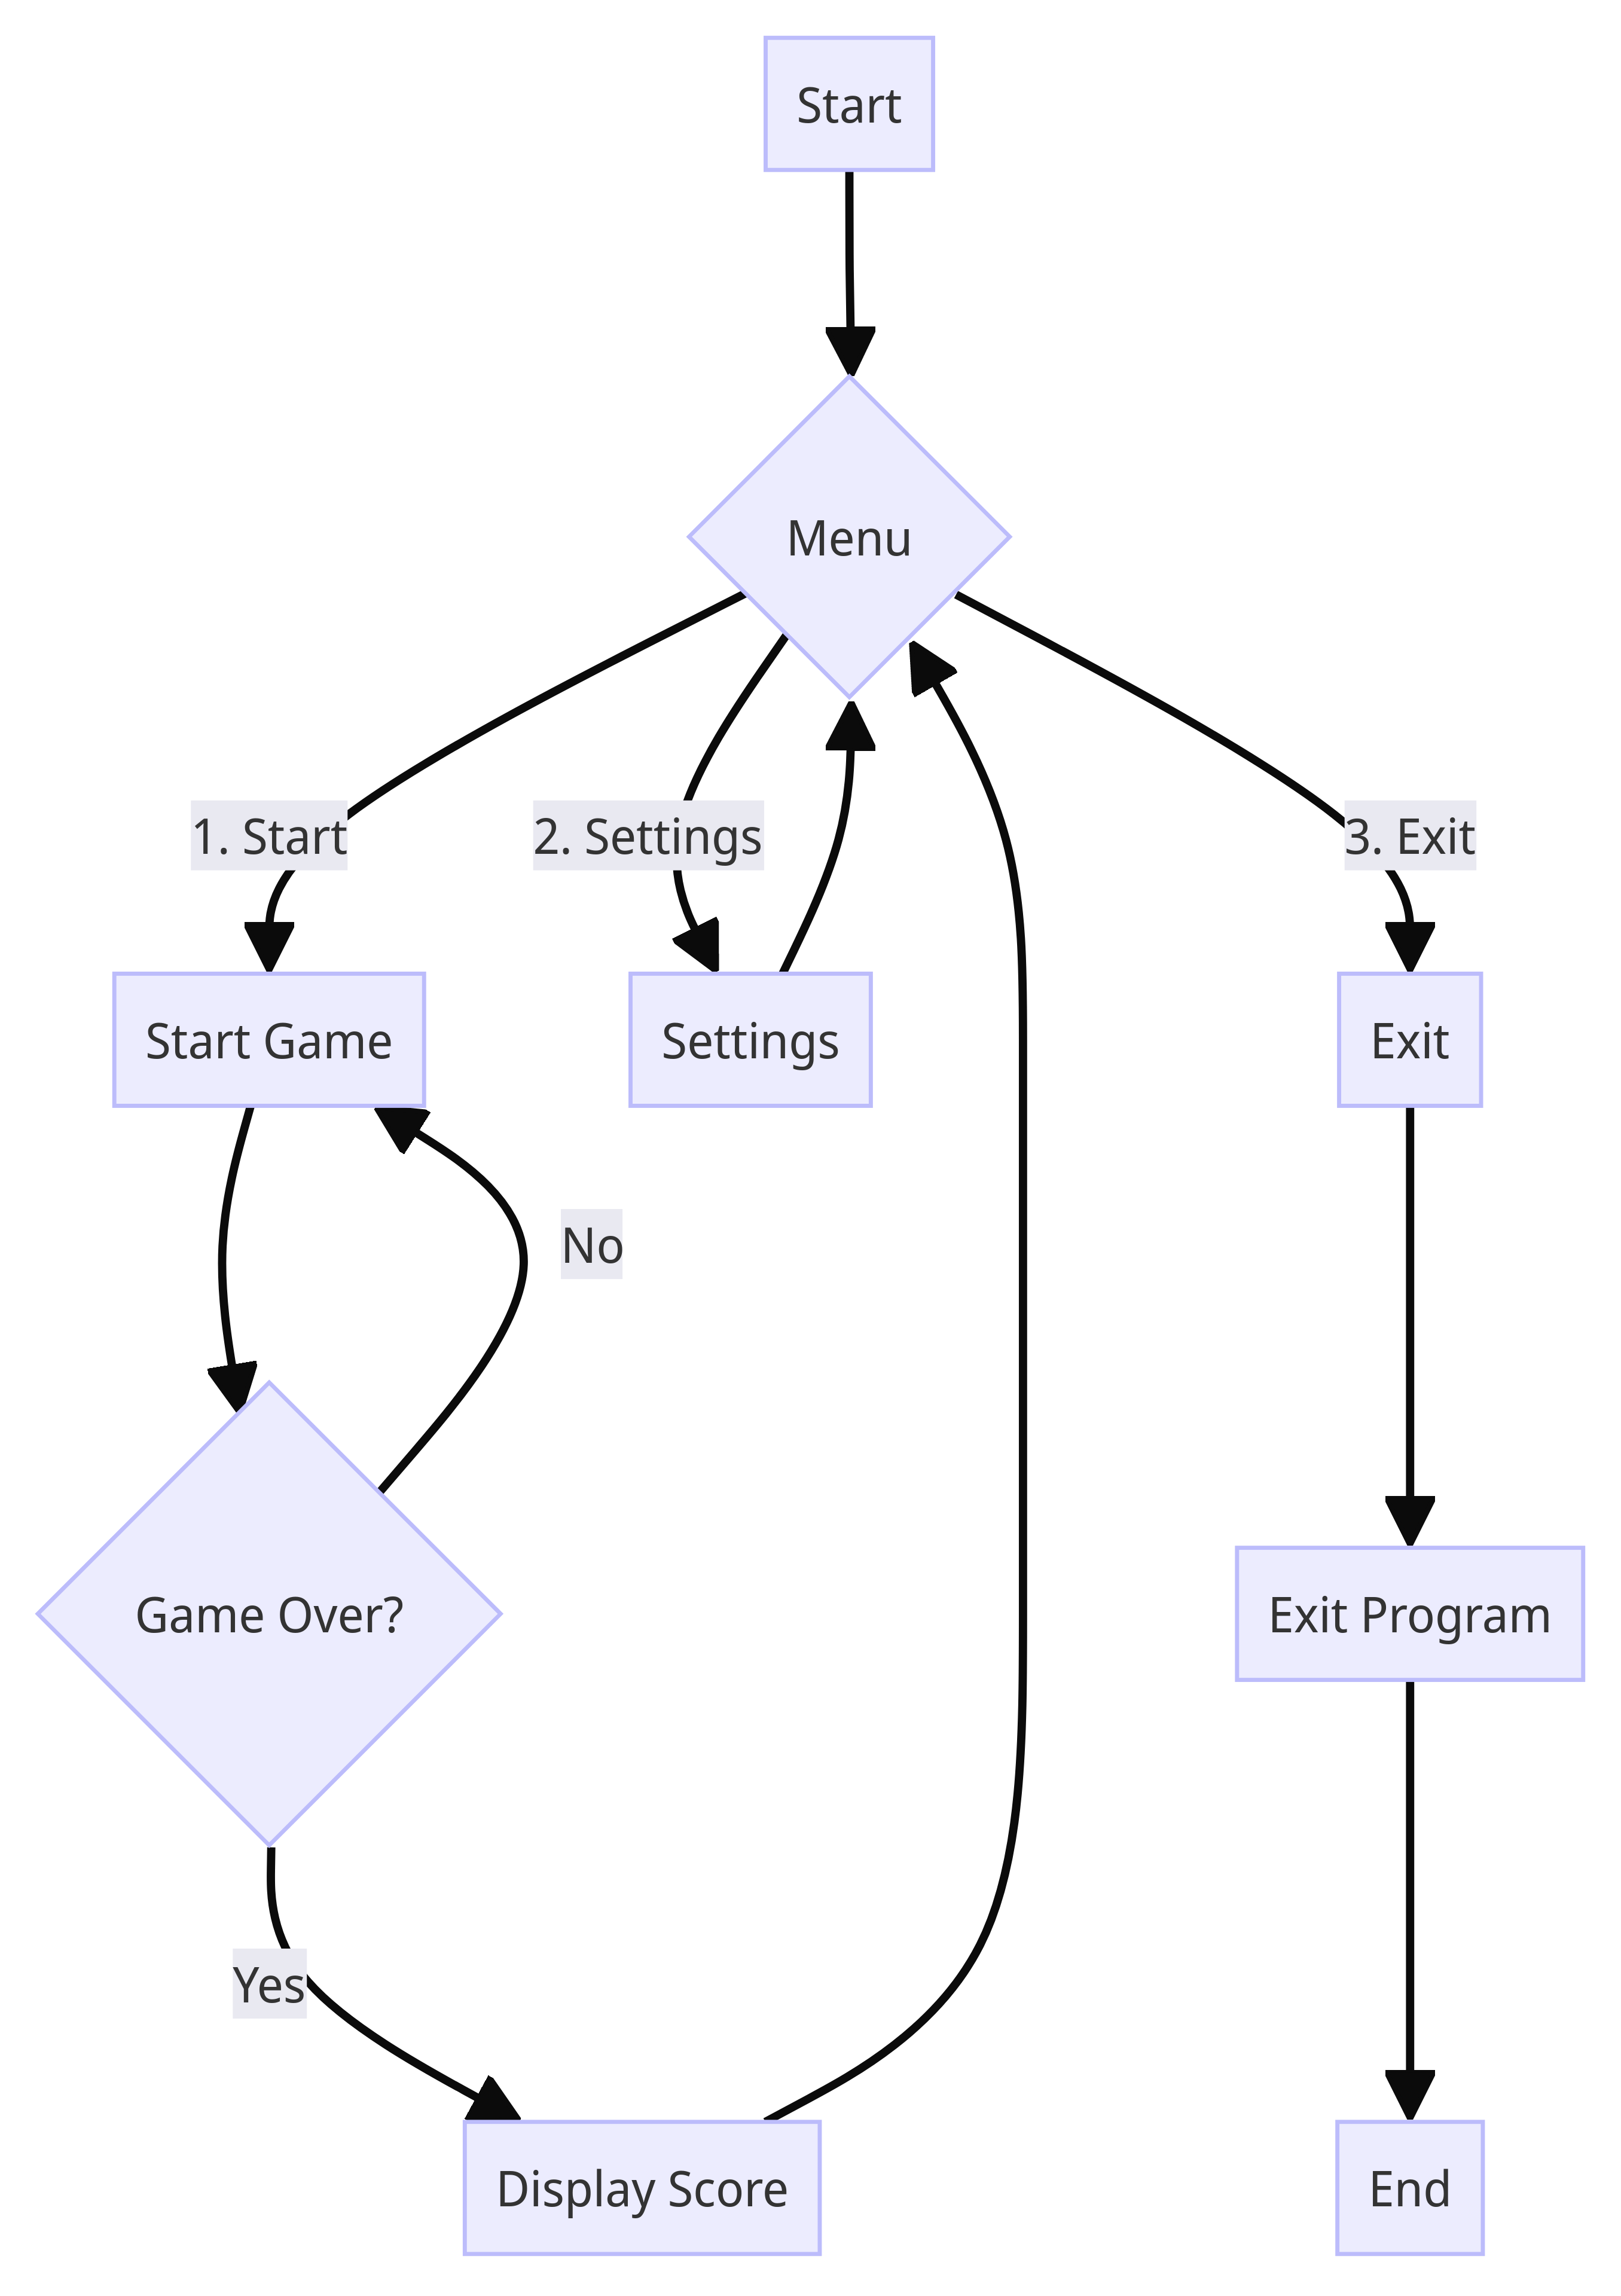 Start
Menu
1. Start
2. Settings
3. Exit
Start Game
Settings
Exit
No
Game Over?
Exit Program
Yes
Display Score
End